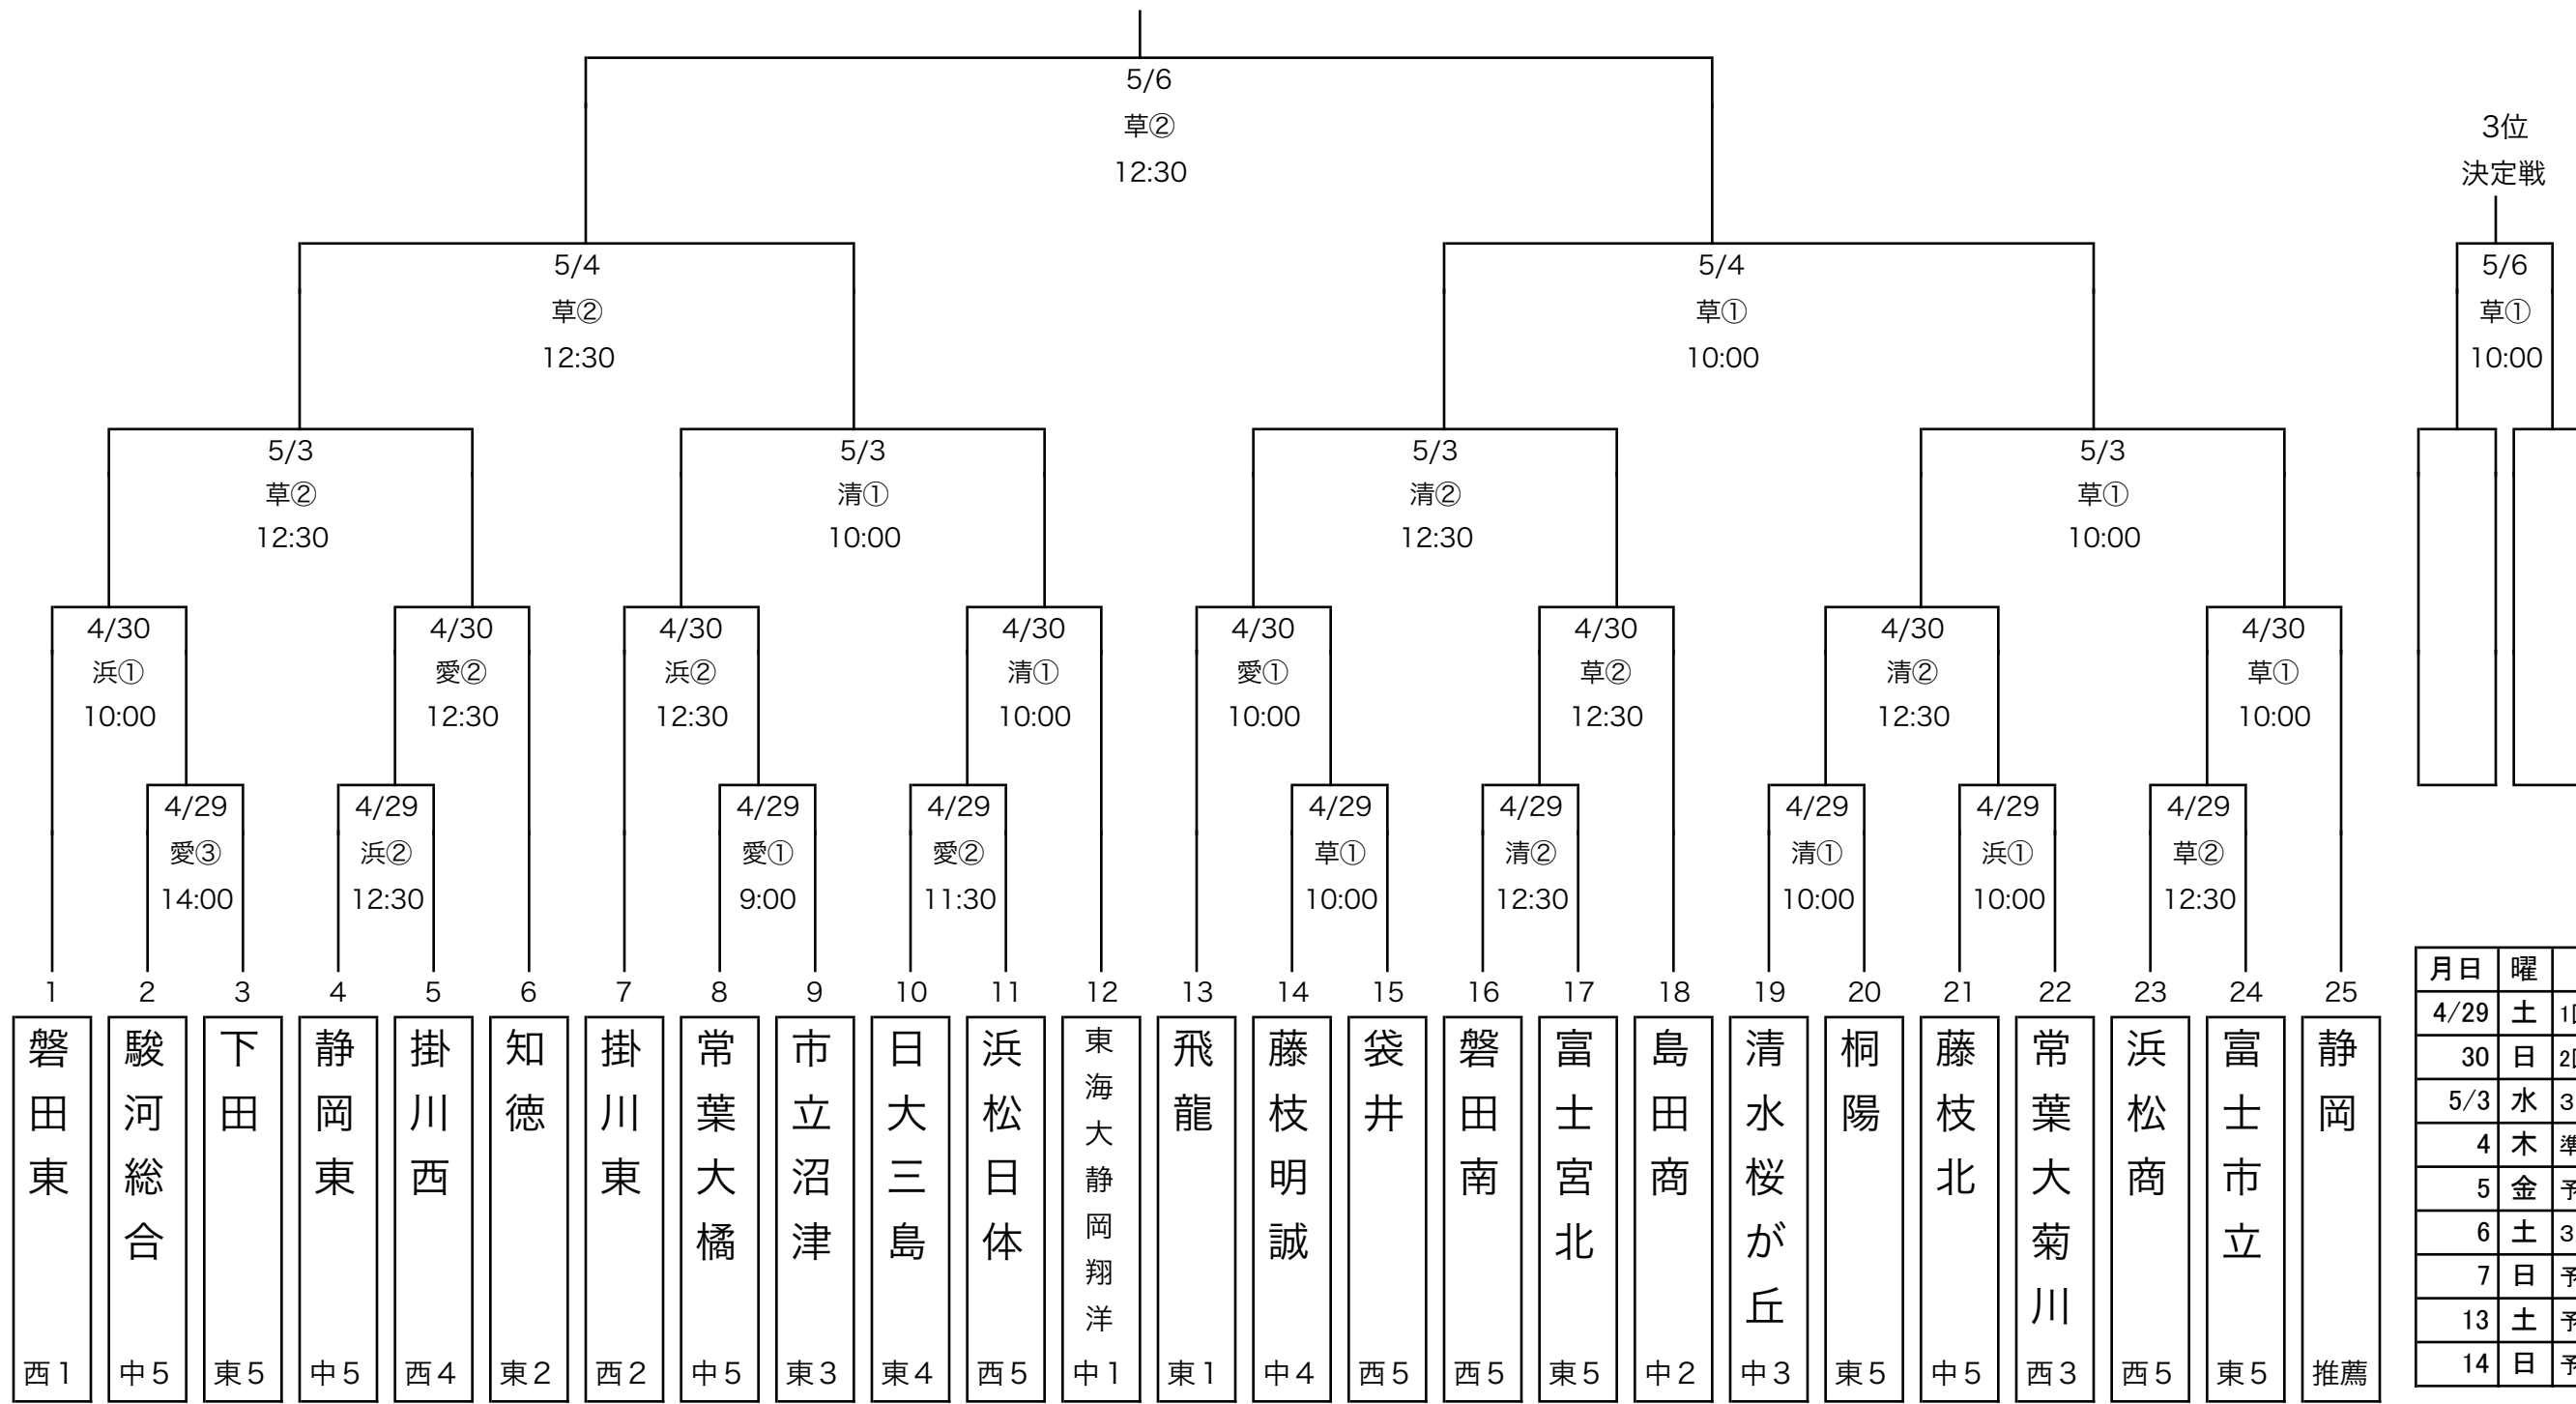 5/6
草②
12:30
3位
決定戦
5/4
草②
12:30
5/4
草①
10:00
5/6
草①
10:00
5/3
草②
12:30
5/3
清①
10:00
5/3
清②
12:30
5/3
草①
10:00
4/30
浜①
10:00
4/30
愛②
12:30
4/30
浜②
12:30
4/30
清①
10:00
4/30
愛①
10:00
4/30
草②
12:30
4/30
清②
12:30
4/30
草①
10:00
4/29
愛③
14:00
4/29
浜②
12:30
4/29
愛①
9:00
4/29
愛②
11:30
4/29
草①
10:00
4/29
清②
12:30
4/29
清①
10:00
4/29
浜①
10:00
4/29
草②
12:30
1 2 3 4 5 6 7 8 9 10 11 12 13 14 15 16 17 18 19 20 21 22 23 24 25
磐田東
西1
駿河総合
中5
下田
東5
静岡東
中5
掛川西
西4
知徳
東2
掛川東
西2
常葉大橘
中5
市立沼津
東3
日大三島
東4
浜松日体
西5
東海大静岡翔洋
中1
飛龍
東1
藤枝明誠
中4
袋井
西5
磐田南
西5
富士宮北
東5
島田商
中2
清水桜が丘
中3
桐陽
東5
藤枝北
中5
常葉大菊川
西3
浜松商
西5
富士市立
東5
静岡
推薦
月日 曜
4/29 土 1
30 日 2
5/3 水 3
4 木 準
5 金 予
6 土 3
7 日 予
13 土 予
14 日 予